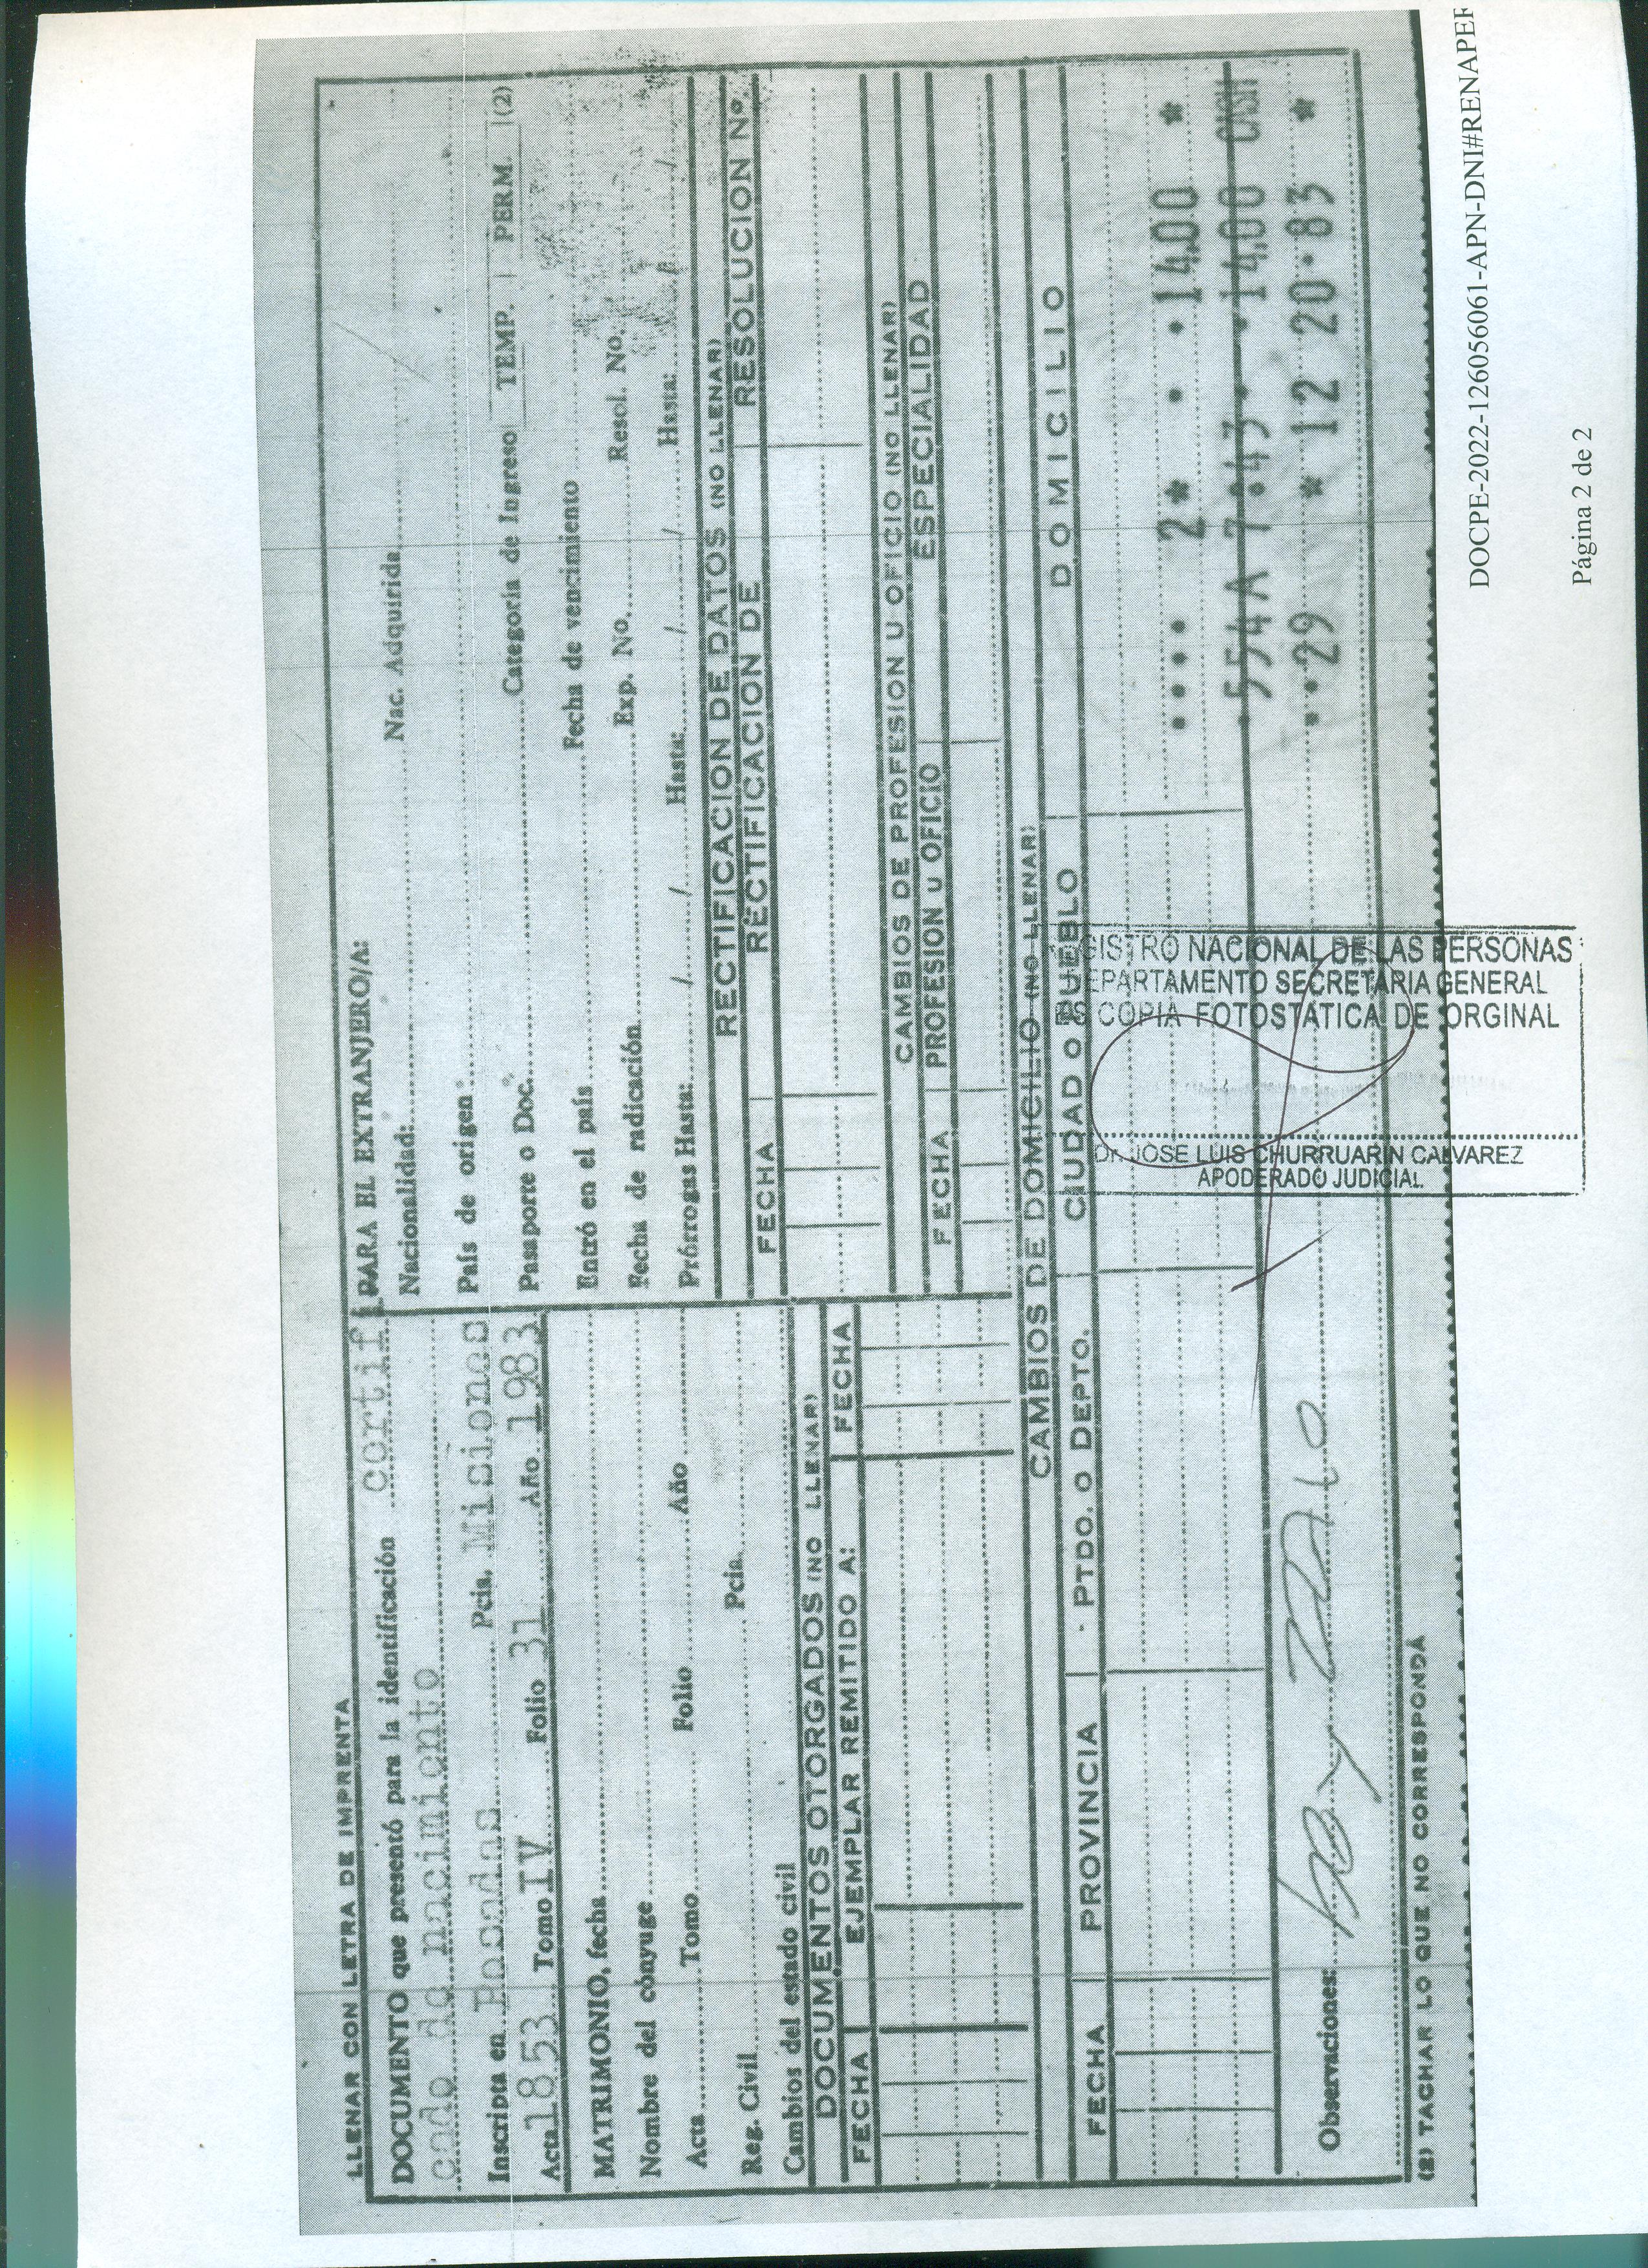 LLENAR CON LETRA DE IMPRENTA
DOCUMENTO que presentó para la identificación certifi
cado de nacimiento
Inscripta en Posadas Pcia. Misiones
Acta 1853 Tomo IV Folio 31 Año 1983
MATRIMONIO, fecha
Nombre del cónyuge
Acta Tomo Folio Año
Reg. Civil Pcia.
Cambios del estado civil
DOCUMENTOS OTORGADOS (NO LLENAR)
FECHA EJEMPLAR REMITIDO A: FECHA
PARA EL EXTRANJERO/A:
Nacionalidad: Nac. Adquirida
País de origen
Pasaporte o Doc. Categoría de Ingreso TEMP. PERM. (2)
Entró en el país Fecha de vencimiento
Fecha de radicación Exp. No. Resol. No.
Prórrogas Hasta: / / Hasta: / / Hasta: / /
RECTIFICACION DE DATOS (NO LLENAR)
FECHA RECTIFICACION DE RESOLUCION Nº.
CAMBIOS DE PROFESION U OFICIO (NO LLENAR)
FECHA PROFESION u OFICIO ESPECIALIDAD
CAMBIOS DE DOMICILIO (NO LLENAR)
FECHA PROVINCIA PTDO. O DEPTO. CIUDAD O PUEBLO DOMICILIO
2* 14,00 *
554A 7.47 14,00 CASH
29 * 12 20.83 *
Observaciones:
(2) TACHAR LO QUE NO CORRESPONDA
REGISTRO NACIONAL DE LAS PERSONAS
DEPARTAMENTO SECRETARIA GENERAL
ES COPIA FOTOSTATICA DE ORGINAL
Dr. JOSE LUIS CHURRUARIN CALVAREZ
APODERADO JUDICIAL
DOCPE-2022-126056061-APN-DNI#RENAPER
Página 2 de 2